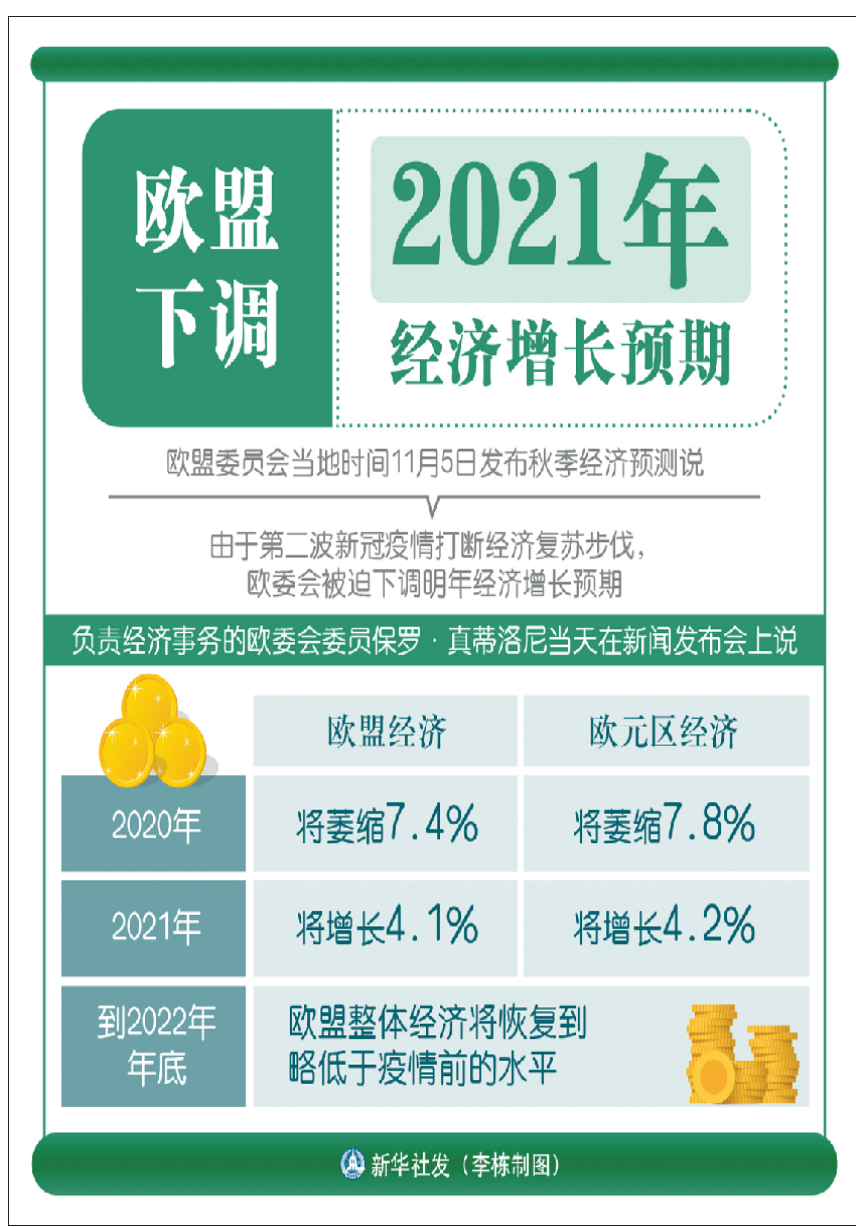 欧盟
下调
2021年
经济增长预期
欧盟委员会当地时间11月5日发布秋季经济预测说
由于第二波新冠疫情打断经济复苏步伐，
欧委会被迫下调明年经济增长预期
负责经济事务的欧委会委员保罗·真蒂洛尼当天在新闻发布会上说
欧盟经济 欧元区经济
2020年 将萎缩7.4% 将萎缩7.8%
2021年 将增长4.1% 将增长4.2%
到2022年
年底
欧盟整体经济将恢复到
略低于疫情前的水平
新华社发（李栋制图）